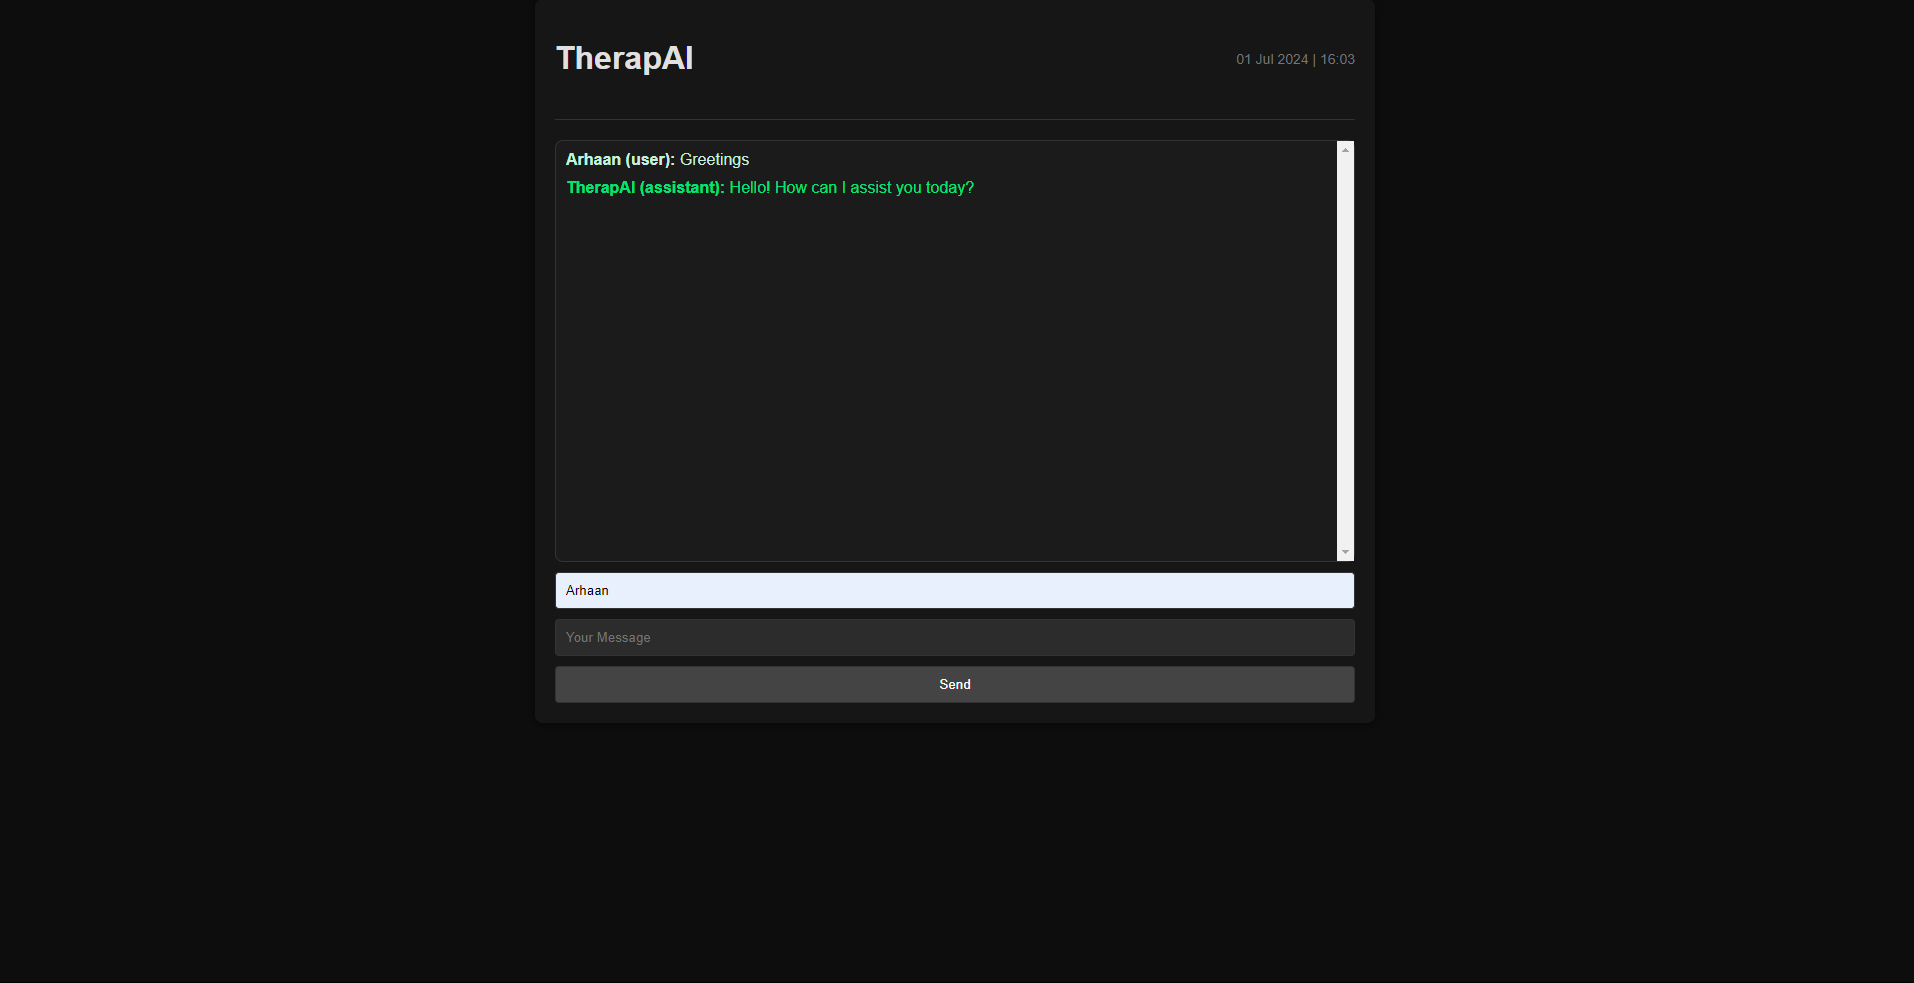 TherapAI
01 Jul 2024 | 16:03
Arhaan (user): Greetings
TherapAI (assistant): Hello! How can I assist you today?
Arhaan
Your Message
Send